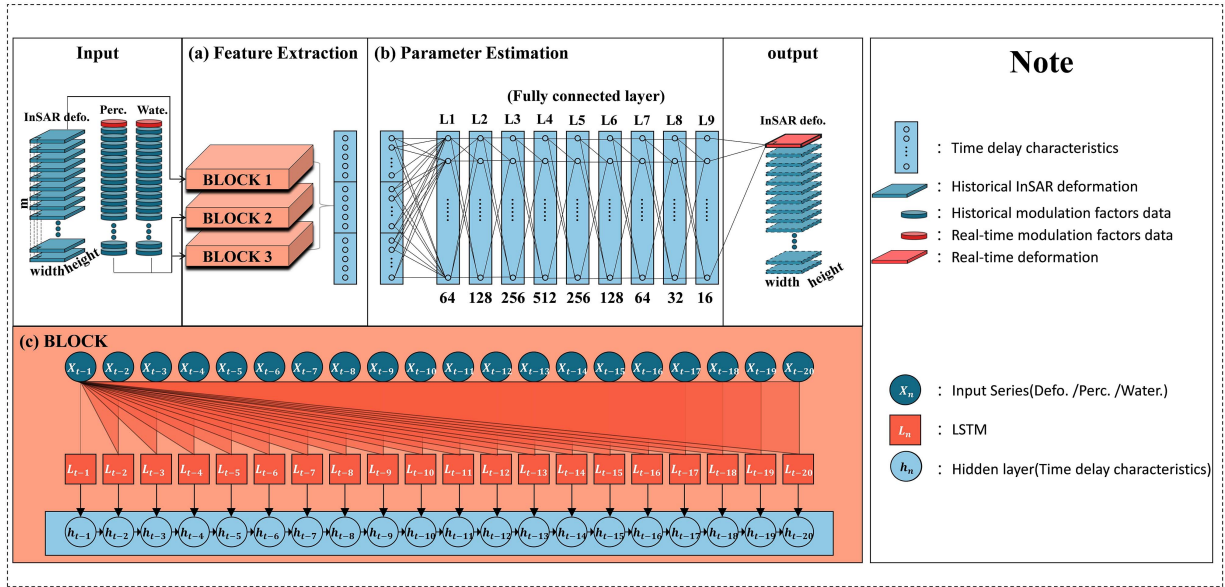 Input
(a) Feature Extraction
(b) Parameter Estimation
output
Note
(Fully connected layer)
InSAR defo.
Perc.
Wate.
L1 L2 L3 L4 L5 L6 L7 L8 L9
InSAR defo.
BLOCK 1
BLOCK 2
BLOCK 3
m
width
height
64 128 256 512 256 128 64 32 16
width
height
: Time delay characteristics
: Historical InSAR deformation
: Historical modulation factors data
: Real-time modulation factors data
: Real-time deformation
(c) BLOCK
X_{t−1} X_{t−2} X_{t−3} X_{t−4} X_{t−5} X_{t−6} X_{t−7} X_{t−8} X_{t−9} X_{t−10} X_{t−11} X_{t−12} X_{t−13} X_{t−14} X_{t−15} X_{t−16} X_{t−17} X_{t−18} X_{t−19} X_{t−20}
L_{t−1} L_{t−2} L_{t−3} L_{t−4} L_{t−5} L_{t−6} L_{t−7} L_{t−8} L_{t−9} L_{t−10} L_{t−11} L_{t−12} L_{t−13} L_{t−14} L_{t−15} L_{t−16} L_{t−17} L_{t−18} L_{t−19} L_{t−20}
h_{t−1} h_{t−2} h_{t−3} h_{t−4} h_{t−5} h_{t−6} h_{t−7} h_{t−8} h_{t−9} h_{t−10} h_{t−11} h_{t−12} h_{t−13} h_{t−14} h_{t−15} h_{t−16} h_{t−17} h_{t−18} h_{t−19} h_{t−20}
X_n : Input Series(Defo. /Perc. /Water.)
L_n : LSTM
h_n : Hidden layer(Time delay characteristics)